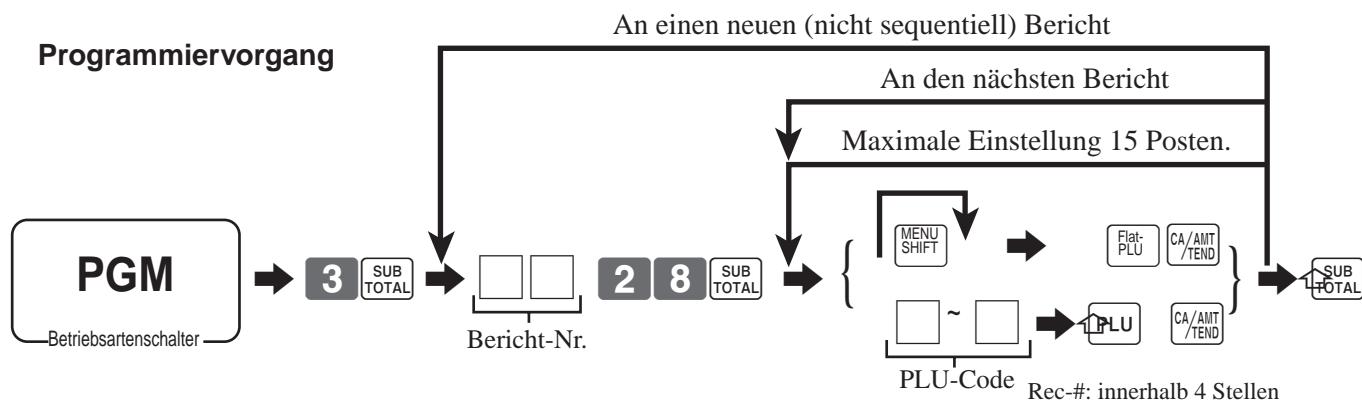 An einen neuen (nicht sequentiell) Bericht
Programmiervorgang
An den nächsten Bericht
Maximale Einstellung 15 Posten.
PGM
Betriebsartenschalter
3 SUB TOTAL
Bericht-Nr.
2 8 SUB TOTAL
{ MENU SHIFT
Flat-PLU CA/AMT /TEND }
~ PLU CA/AMT /TEND
PLU-Code
Rec-#: innerhalb 4 Stellen
SUB TOTAL